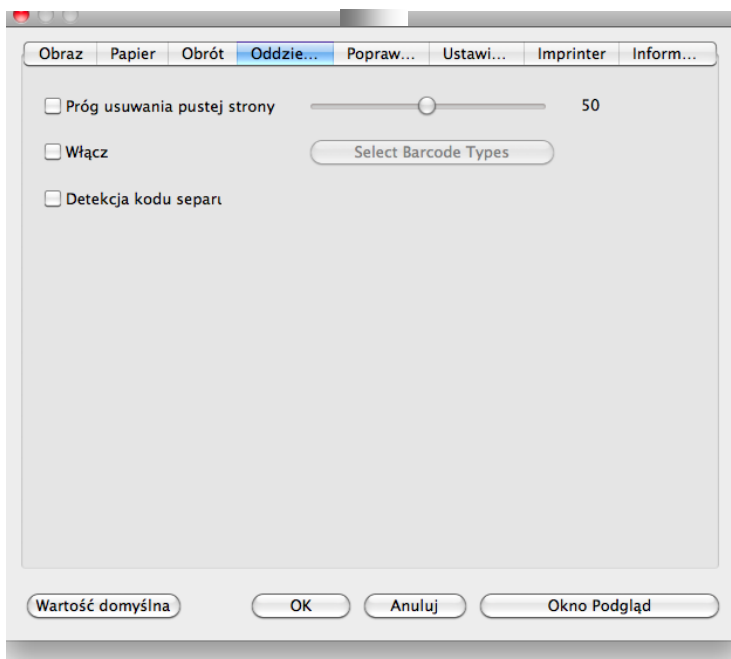 Obraz Papier Obrót Oddzie... Popraw... Ustawi... Imprinter Inform...
Próg usuwania pustej strony 50
Włącz Select Barcode Types
Detekcja kodu separ
Wartość domyślna OK Anuluj Okno Podgląd